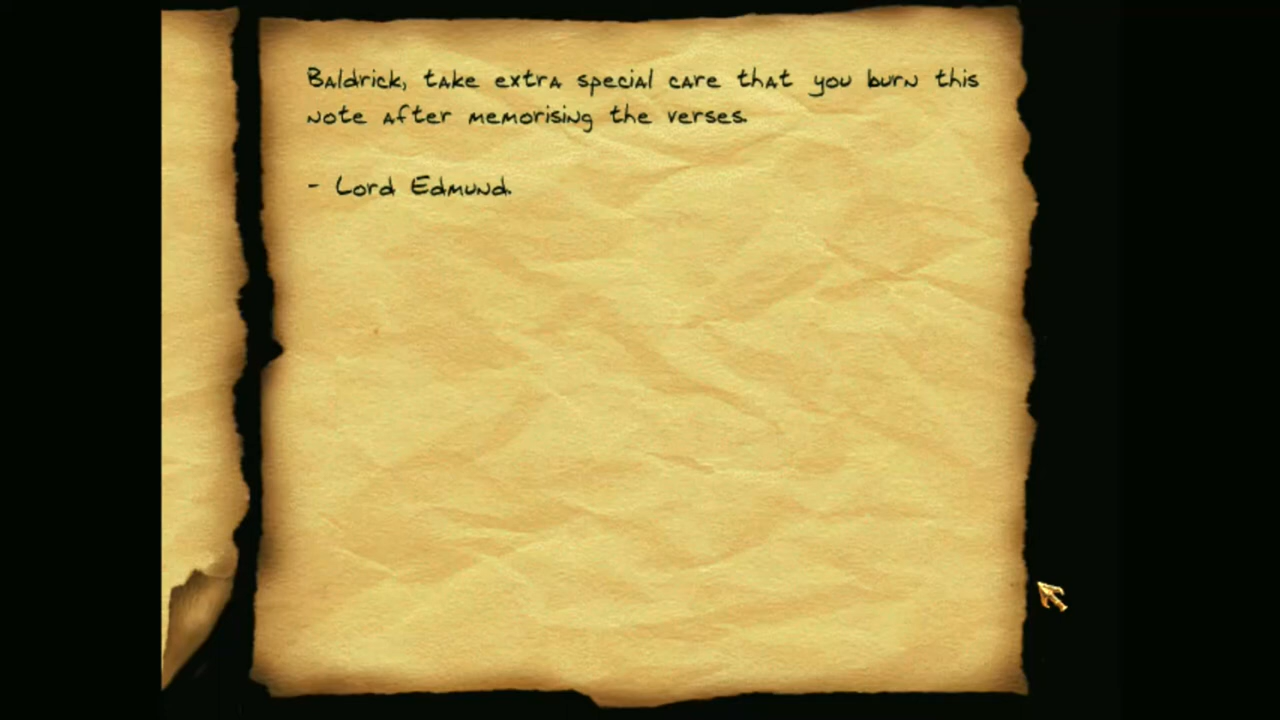 Baldrick, take extra special care that you burn this
note after memorising the verses.
- Lord Edmund.